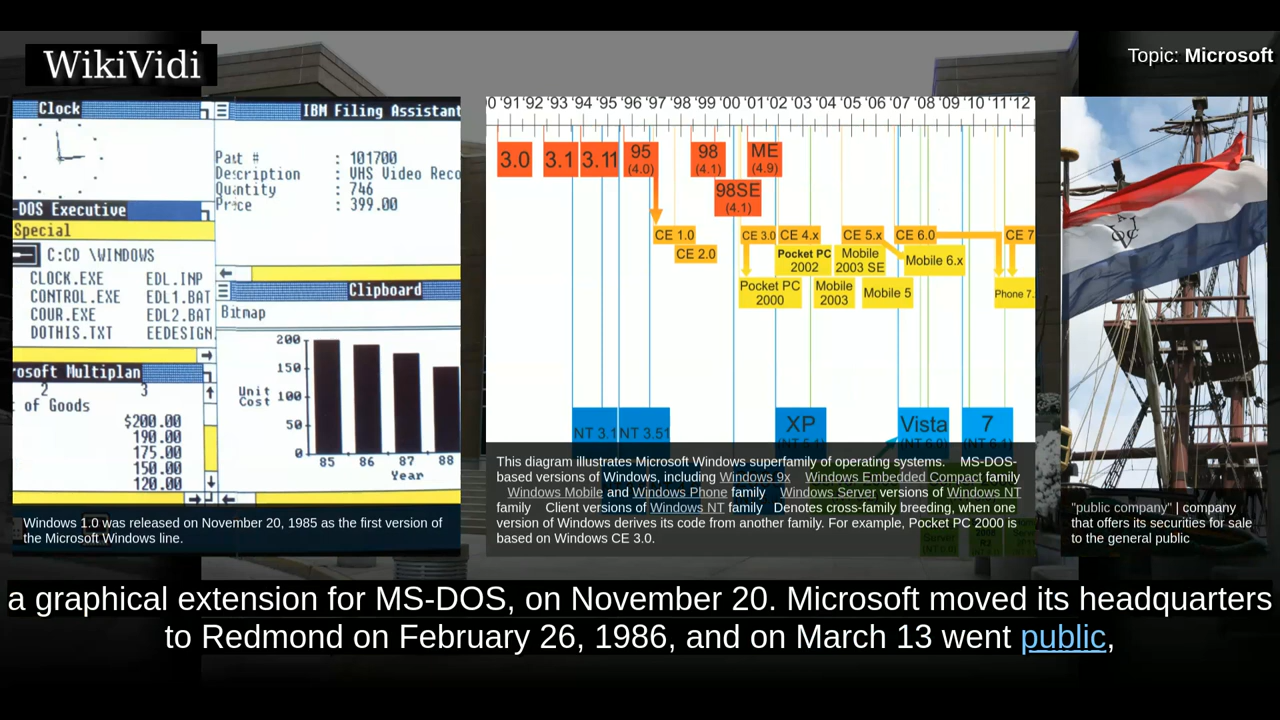 WikiVidi
Topic: Microsoft
Clock
IBM Filing Assistant
Part # : 101700
Description : VHS Video Reco
Quantity : 746
Price : 399.00
-DOS Executive
Special
C:CD \WINDOWS
CLOCK.EXE EDL.INP
CONTROL.EXE EDL1.BAT
COUR.EXE EDL2.BAT
DOTHIS.TXT EEDESIGN.
Clipboard
Bitmap
rosoft Multiplan
2 3
t of Goods
$200.00
190.00
175.00
150.00
120.00
200
150
Unit
Cost
100
50
0
85 86 87 88
Year
Windows 1.0 was released on November 20, 1985 as the first version of
the Microsoft Windows line.
0 '91 '92 '93 '94 '95 '96 '97 '98 '99 '00 '01 '02 '03 '04 '05 '06 '07 '08 '09 '10 '11 '12
3.0 3.1 3.11 95 98 ME
(4.0) (4.1) (4.9)
98SE
(4.1)
CE 1.0 CE 3.0 CE 4.x CE 5.x CE 6.0 CE 7
CE 2.0 Pocket PC Mobile Mobile 6.x
2002 2003 SE
Pocket PC Mobile Mobile 5 Phone 7.
2000 2003
NT 3.1 NT 3.51 XP Vista 7
(NT 5.1) (NT 6.0) (NT 6.1)
This diagram illustrates Microsoft Windows superfamily of operating systems. MS-DOS-
based versions of Windows, including Windows 9x Windows Embedded Compact family
Windows Mobile and Windows Phone family Windows Server versions of Windows NT
family Client versions of Windows NT family Denotes cross-family breeding, when one
version of Windows derives its code from another family. For example, Pocket PC 2000 is
based on Windows CE 3.0.
"public company" | company
that offers its securities for sale
to the general public
a graphical extension for MS-DOS, on November 20. Microsoft moved its headquarters
to Redmond on February 26, 1986, and on March 13 went public,